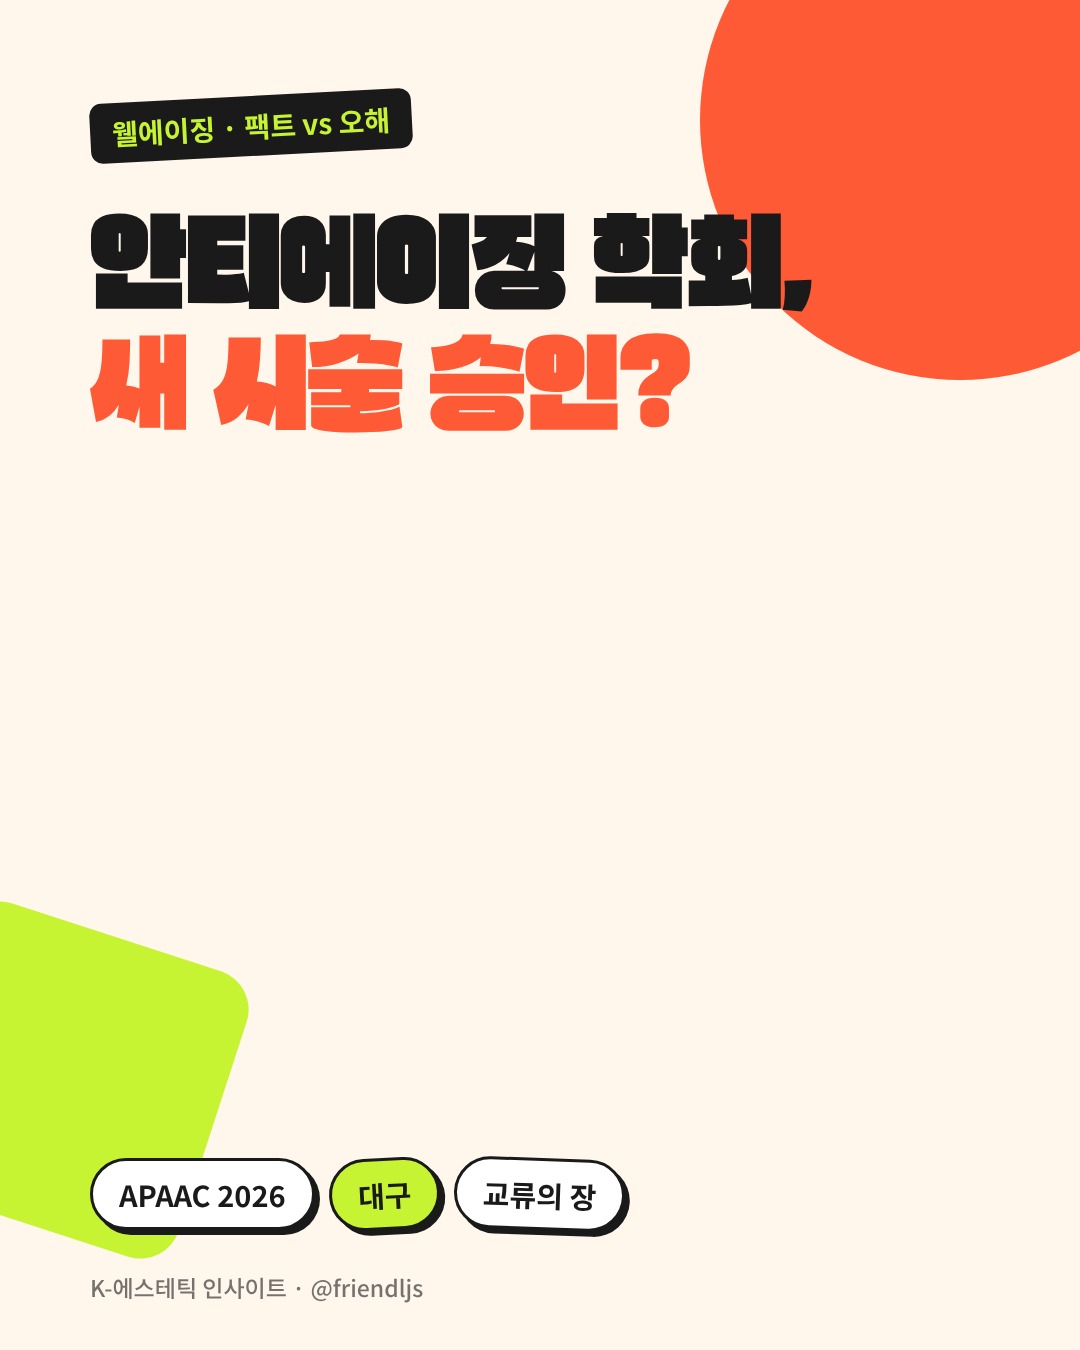 웰에이징 · 팩트 vs 오해
안티에이징 학회,
새 시술 승인?
APAAC 2026
대구
교류의 장
K-에스테틱 인사이트 · @friendljs